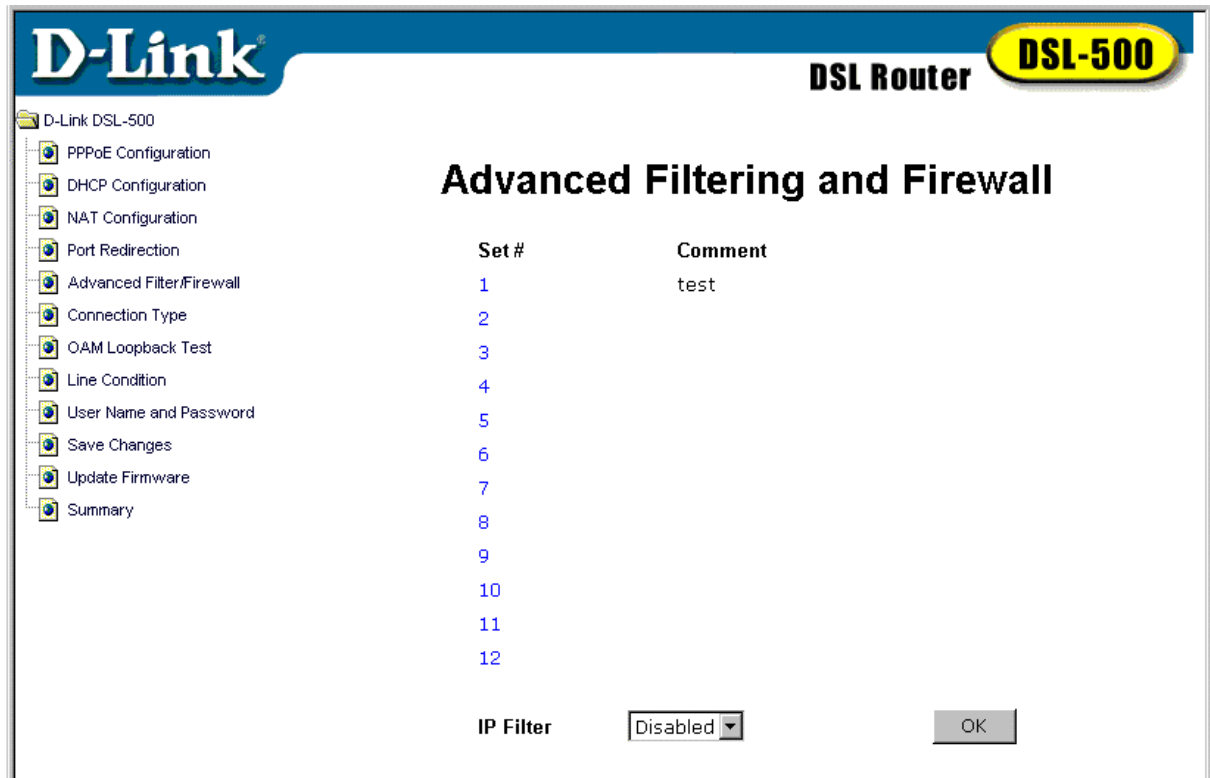 D-Link
DSL Router
DSL-500
D-Link DSL-500
PPPoE Configuration
DHCP Configuration
NAT Configuration
Port Redirection
Advanced Filter/Firewall
Connection Type
OAM Loopback Test
Line Condition
User Name and Password
Save Changes
Update Firmware
Summary
Advanced Filtering and Firewall
Set # Comment
1 test
2
3
4
5
6
7
8
9
10
11
12
IP Filter Disabled OK